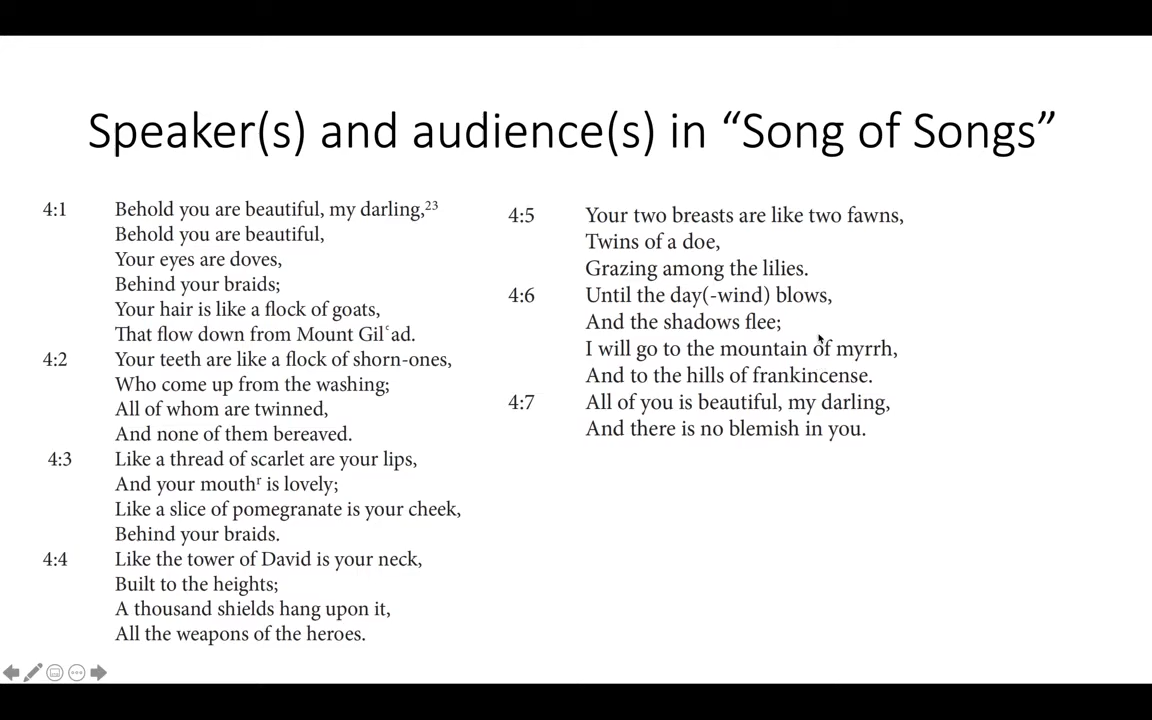 Speaker(s) and audience(s) in “Song of Songs”
4:1 Behold you are beautiful, my darling,²³
Behold you are beautiful,
Your eyes are doves,
Behind your braids;
Your hair is like a flock of goats,
That flow down from Mount Gilʿad.
4:2 Your teeth are like a flock of shorn-ones,
Who come up from the washing;
All of whom are twinned,
And none of them bereaved.
4:3 Like a thread of scarlet are your lips,
And your mouthʳ is lovely;
Like a slice of pomegranate is your cheek,
Behind your braids.
4:4 Like the tower of David is your neck,
Built to the heights;
A thousand shields hang upon it,
All the weapons of the heroes.
4:5 Your two breasts are like two fawns,
Twins of a doe,
Grazing among the lilies.
4:6 Until the day(-wind) blows,
And the shadows flee;
I will go to the mountain of myrrh,
And to the hills of frankincense.
4:7 All of you is beautiful, my darling,
And there is no blemish in you.